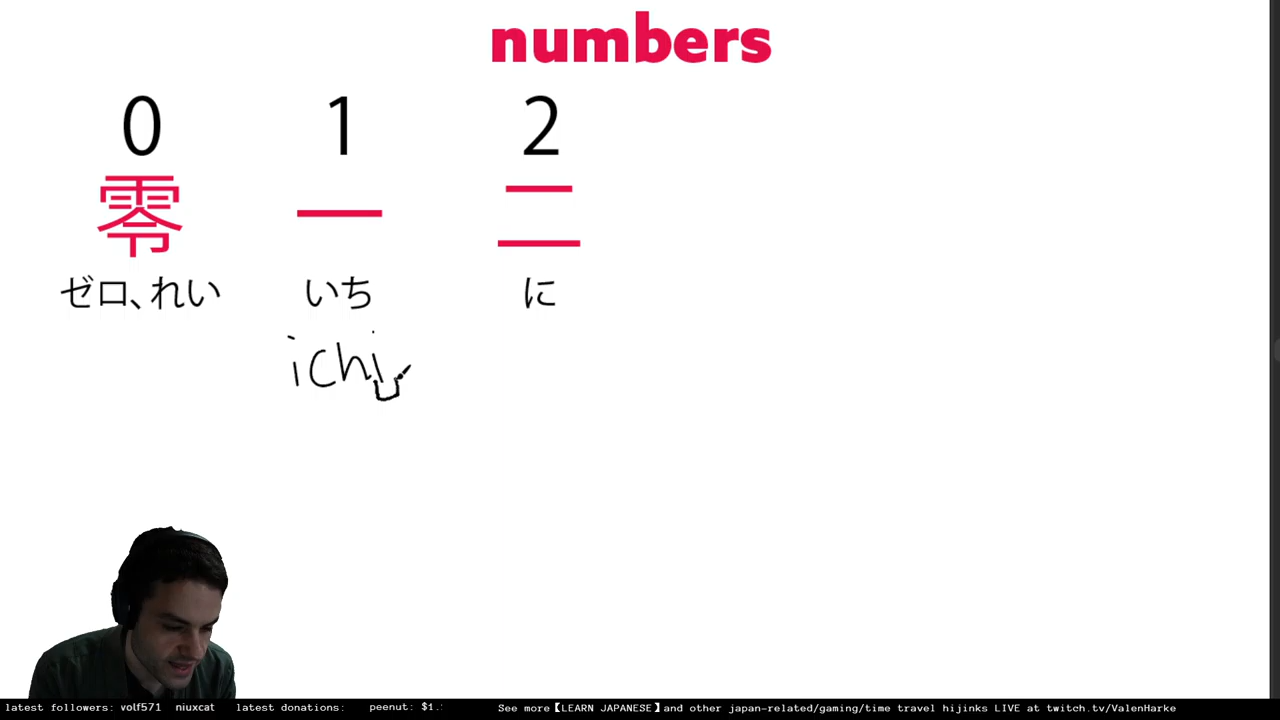 numbers
0 1 2
零 一 二
ゼロ、れい いち に
ichi
latest followers: volf571 niuxcat latest donations: peenut: $1. See more【LEARN JAPANESE】and other japan-related/gaming/time travel hijinks LIVE at twitch.tv/ValenHarke